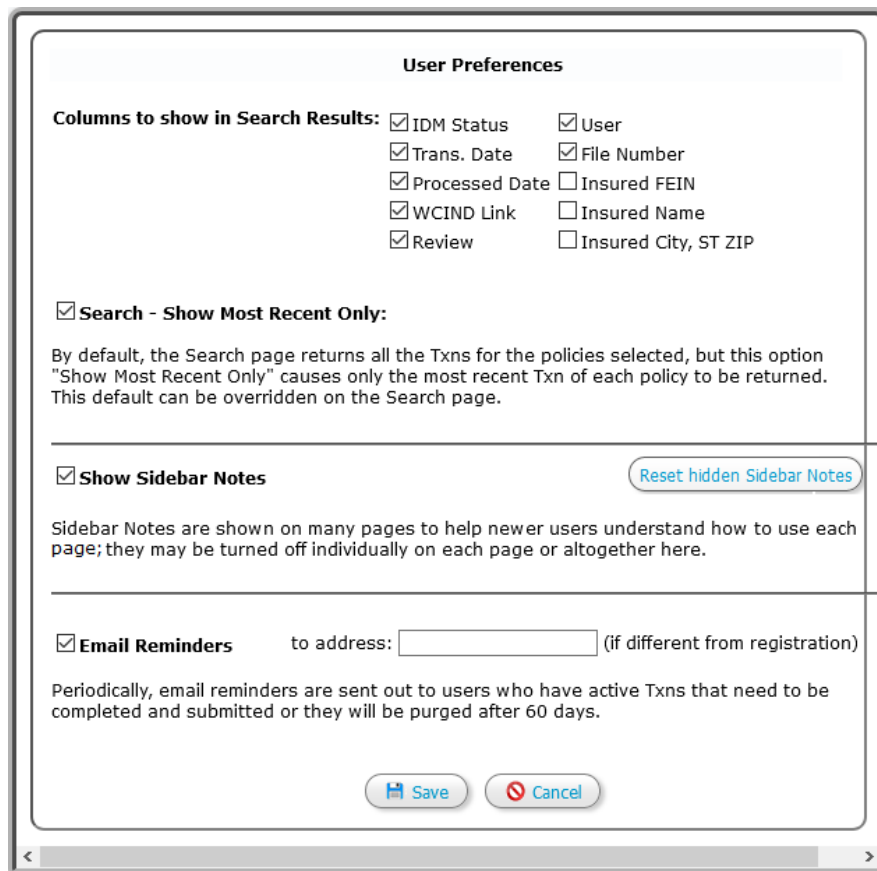 User Preferences
Columns to show in Search Results:
IDM Status User
Trans. Date File Number
Processed Date Insured FEIN
WCIND Link Insured Name
Review Insured City, ST ZIP
Search - Show Most Recent Only:
By default, the Search page returns all the Txns for the policies selected, but this option
"Show Most Recent Only" causes only the most recent Txn of each policy to be returned.
This default can be overridden on the Search page.
Show Sidebar Notes Reset hidden Sidebar Notes
Sidebar Notes are shown on many pages to help newer users understand how to use each
page; they may be turned off individually on each page or altogether here.
Email Reminders to address: (if different from registration)
Periodically, email reminders are sent out to users who have active Txns that need to be
completed and submitted or they will be purged after 60 days.
Save Cancel